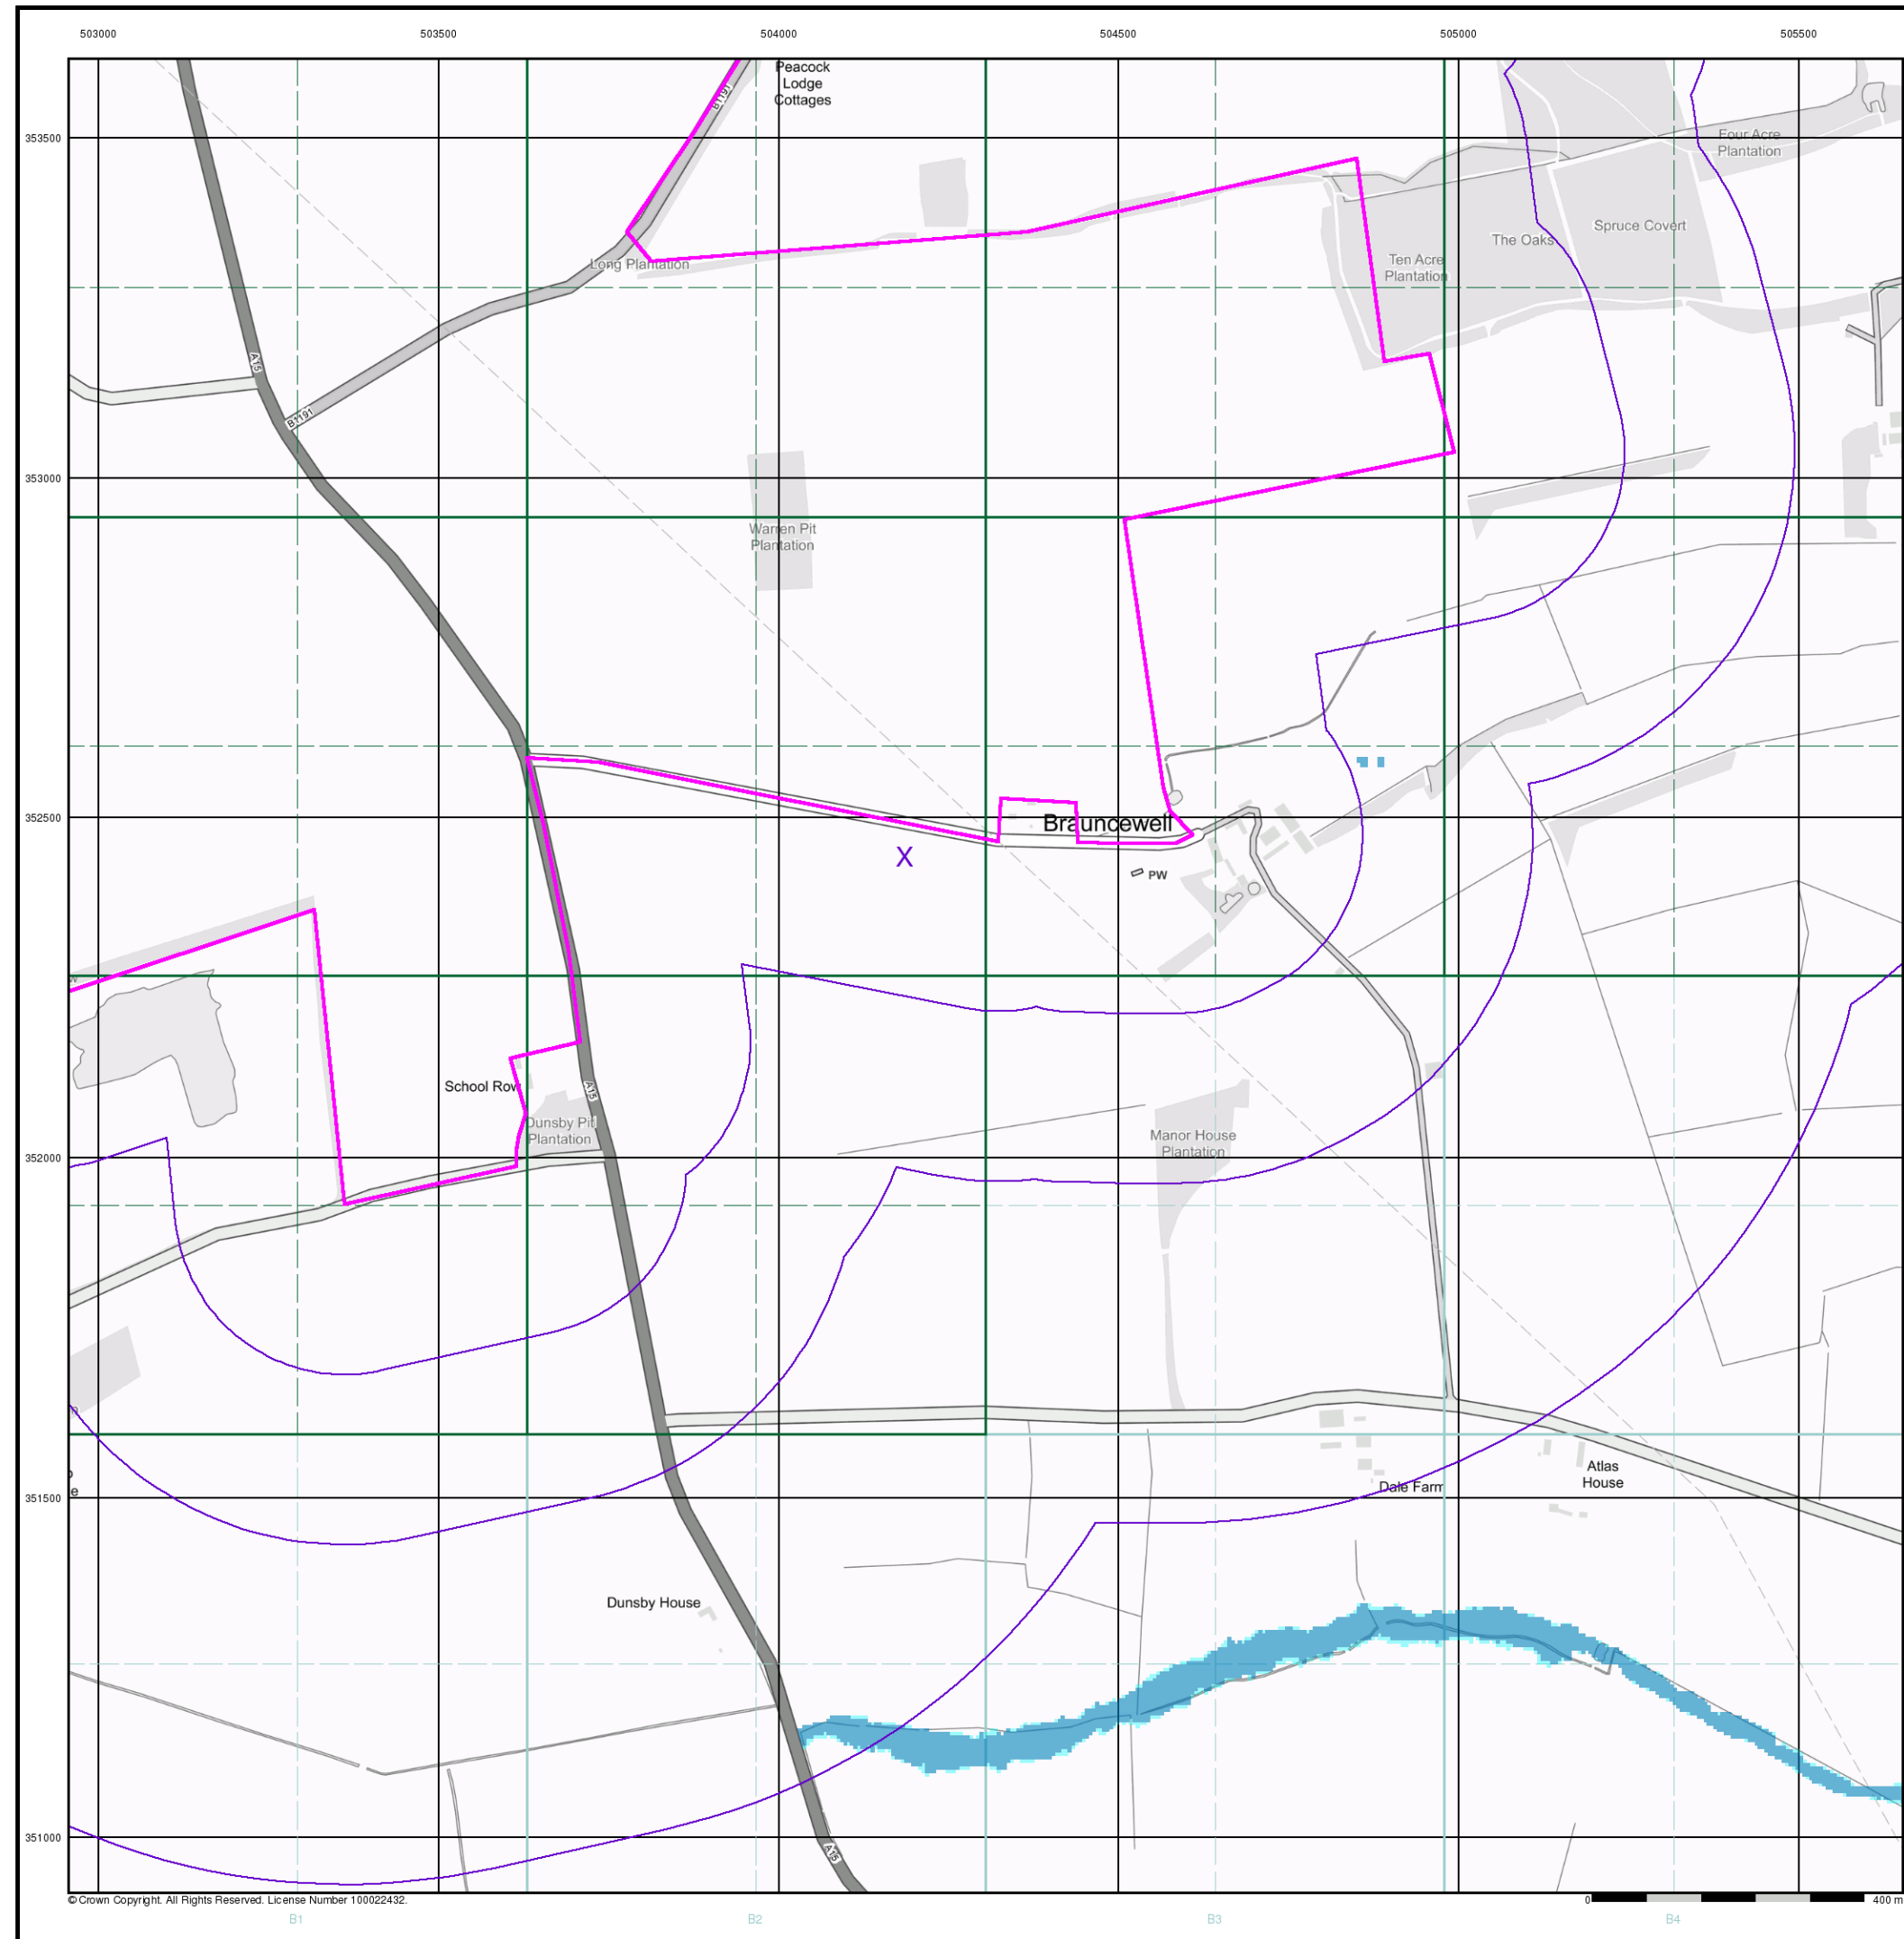 503000 503500 504000 504500 505000 505500
Peacock
Lodge
Cottages
B1191
353500
Four Acre
Plantation
Spruce Covert
The Oaks
Long Plantation
Ten Acre
Plantation
A15
B1191
353000
Warren Pit
Plantation
352500
Brauncewell
X
PW
School Row
A15
Dunsby Pit
Plantation
Manor House
Plantation
352000
351500
e
Atlas
House
Dale Farm
Dunsby House
351000
A15
© Crown Copyright. All Rights Reserved. License Number 100022432.
0 400 m
B1 B2 B3 B4